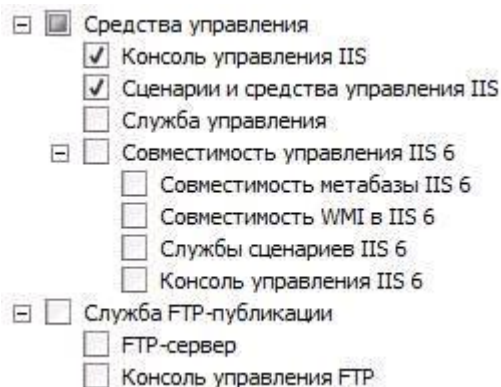 Средства управления
Консоль управления IIS
Сценарии и средства управления IIS
Служба управления
Совместимость управления IIS 6
Совместимость метабазы IIS 6
Совместимость WMI в IIS 6
Службы сценариев IIS 6
Консоль управления IIS 6
Служба FTP-публикации
FTP-сервер
Консоль управления FTP